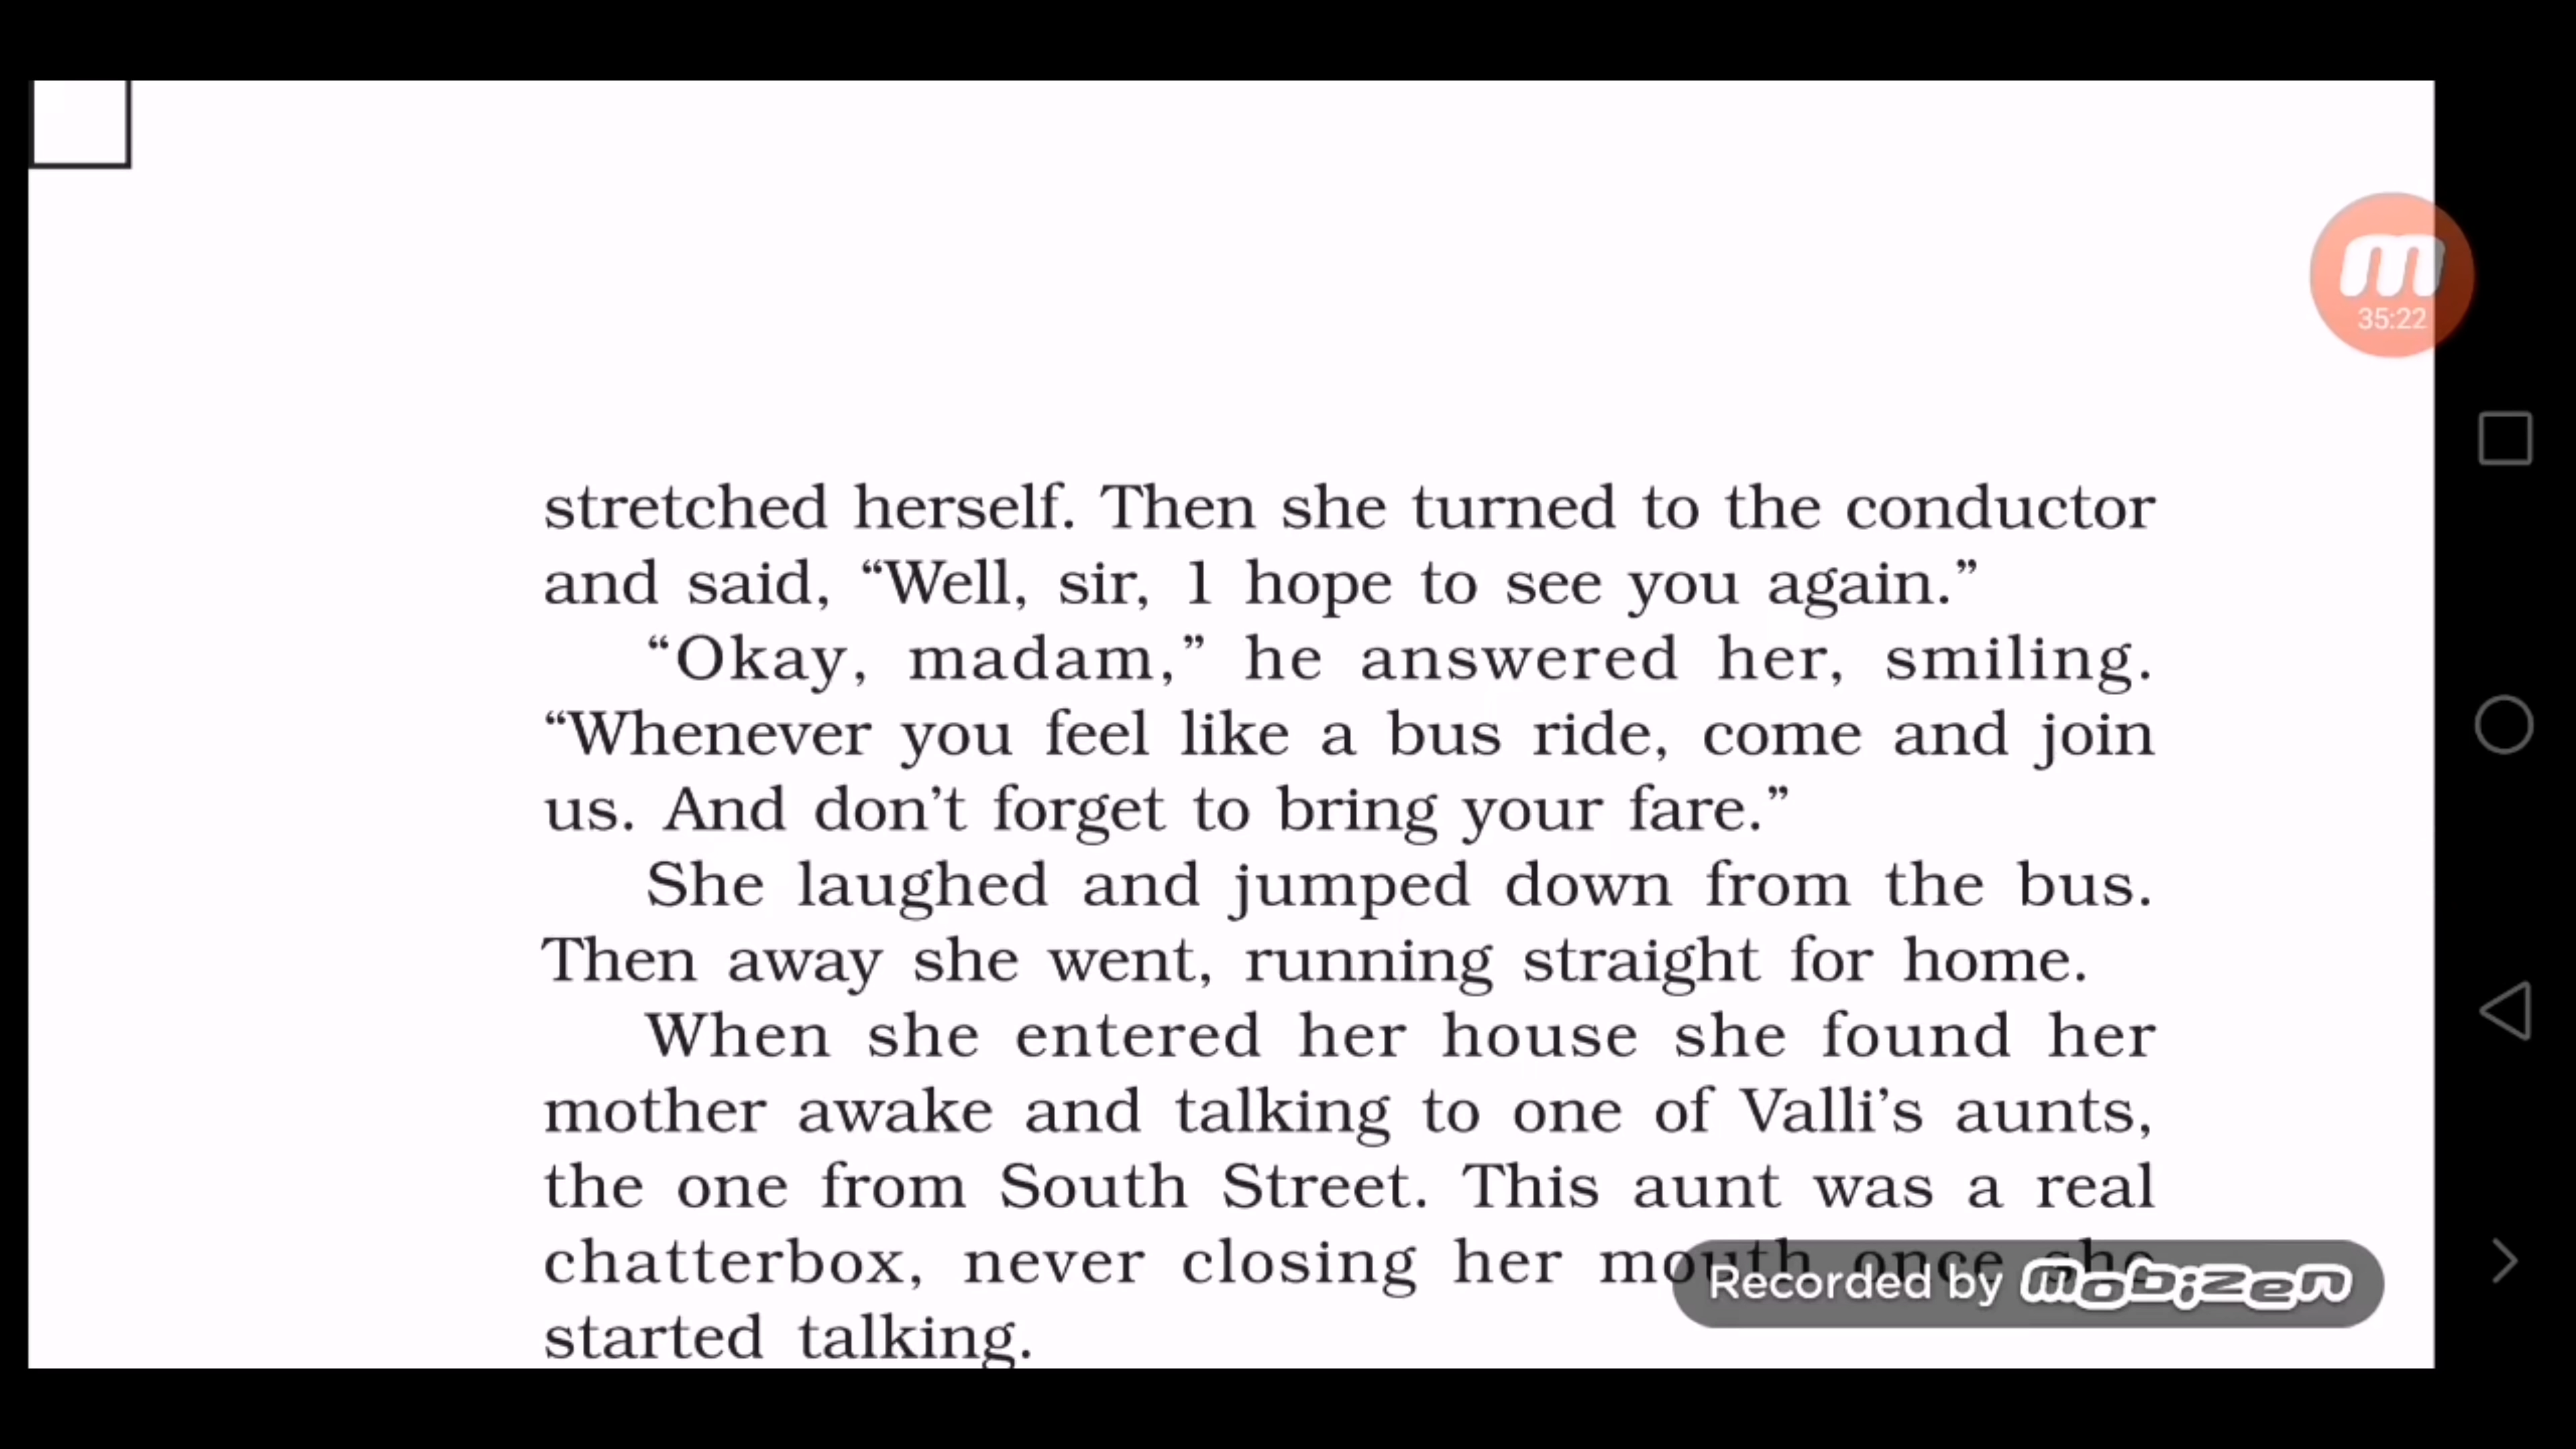 35:22
stretched herself. Then she turned to the conductor
and said, “Well, sir, 1 hope to see you again.”
“Okay, madam,” he answered her, smiling.
“Whenever you feel like a bus ride, come and join
us. And don’t forget to bring your fare.”
She laughed and jumped down from the bus.
Then away she went, running straight for home.
When she entered her house she found her
mother awake and talking to one of Valli’s aunts,
the one from South Street. This aunt was a real
chatterbox, never closing her mouth once she
started talking.
Recorded by mobizen